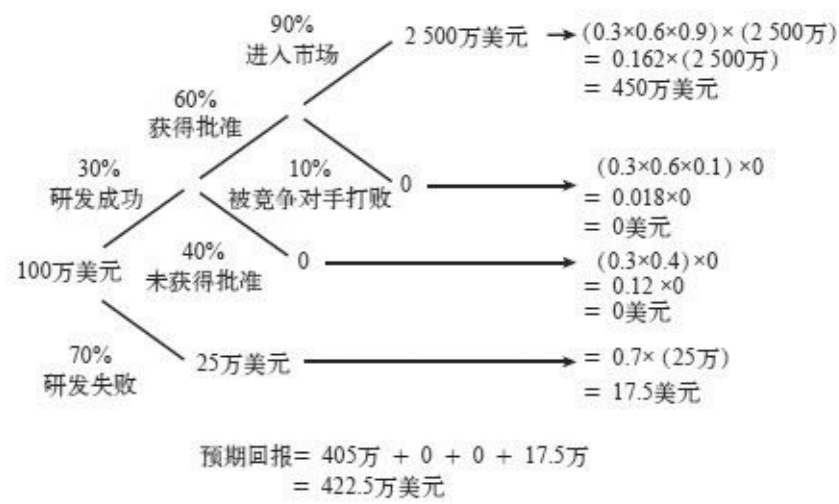 90%
进入市场
2 500万美元
(0.3×0.6×0.9)×(2 500万)
= 0.162×(2 500万)
= 450万美元
60%
获得批准
10%
被竞争对手打败
0
(0.3×0.6×0.1)×0
= 0.018×0
= 0美元
30%
研发成功
40%
未获得批准
0
(0.3×0.4)×0
= 0.12 ×0
= 0美元
100万美元
70%
研发失败
25万美元
= 0.7×(25万)
= 17.5美元
预期回报= 405万 + 0 + 0 + 17.5万
= 422.5万美元